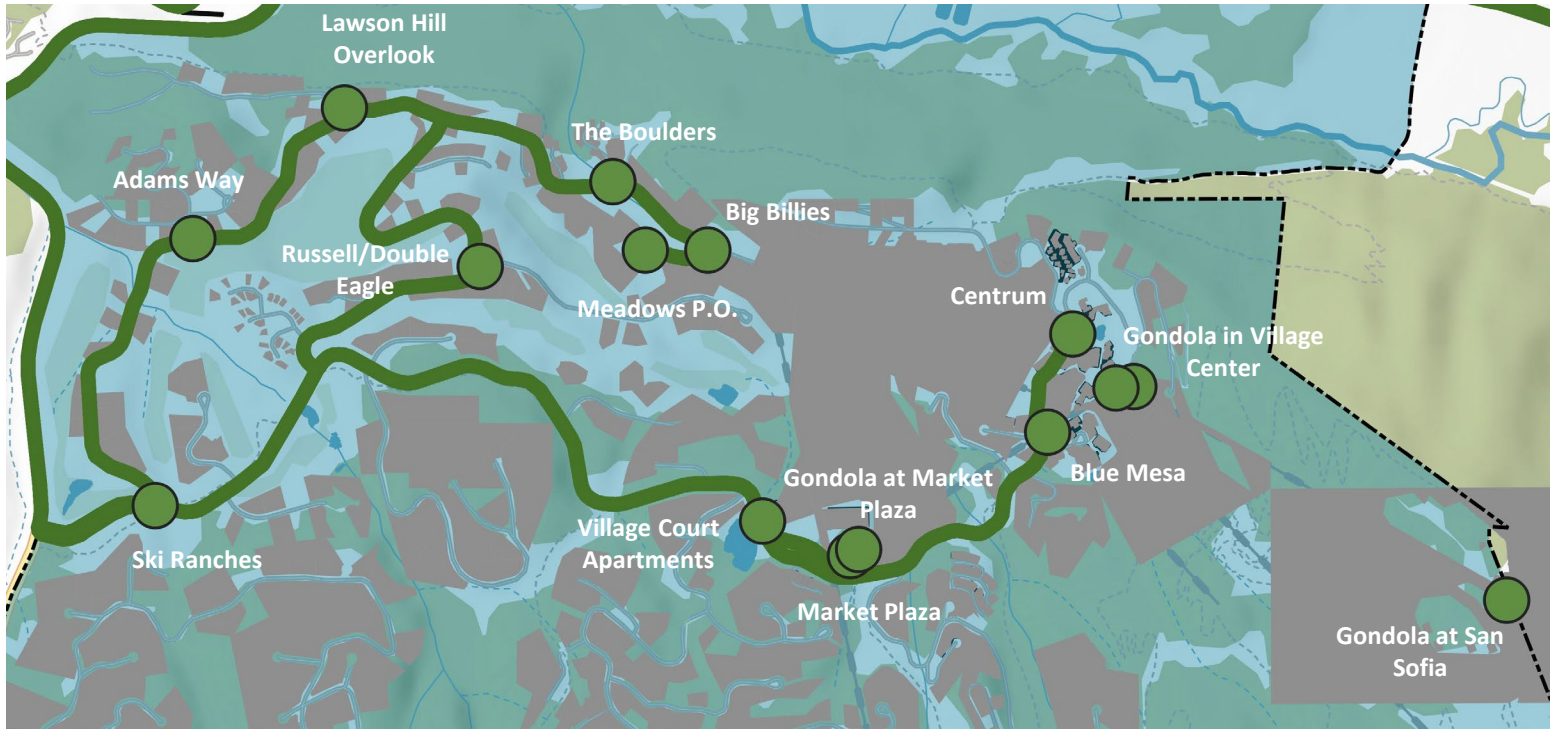 Lawson Hill
Overlook
The Boulders
Adams Way
Big Billies
Russell/Double
Eagle
Meadows P.O.
Centrum
Gondola in Village
Center
Blue Mesa
Gondola at Market
Plaza
Village Court
Apartments
Ski Ranches
Market Plaza
Gondola at San
Sofia